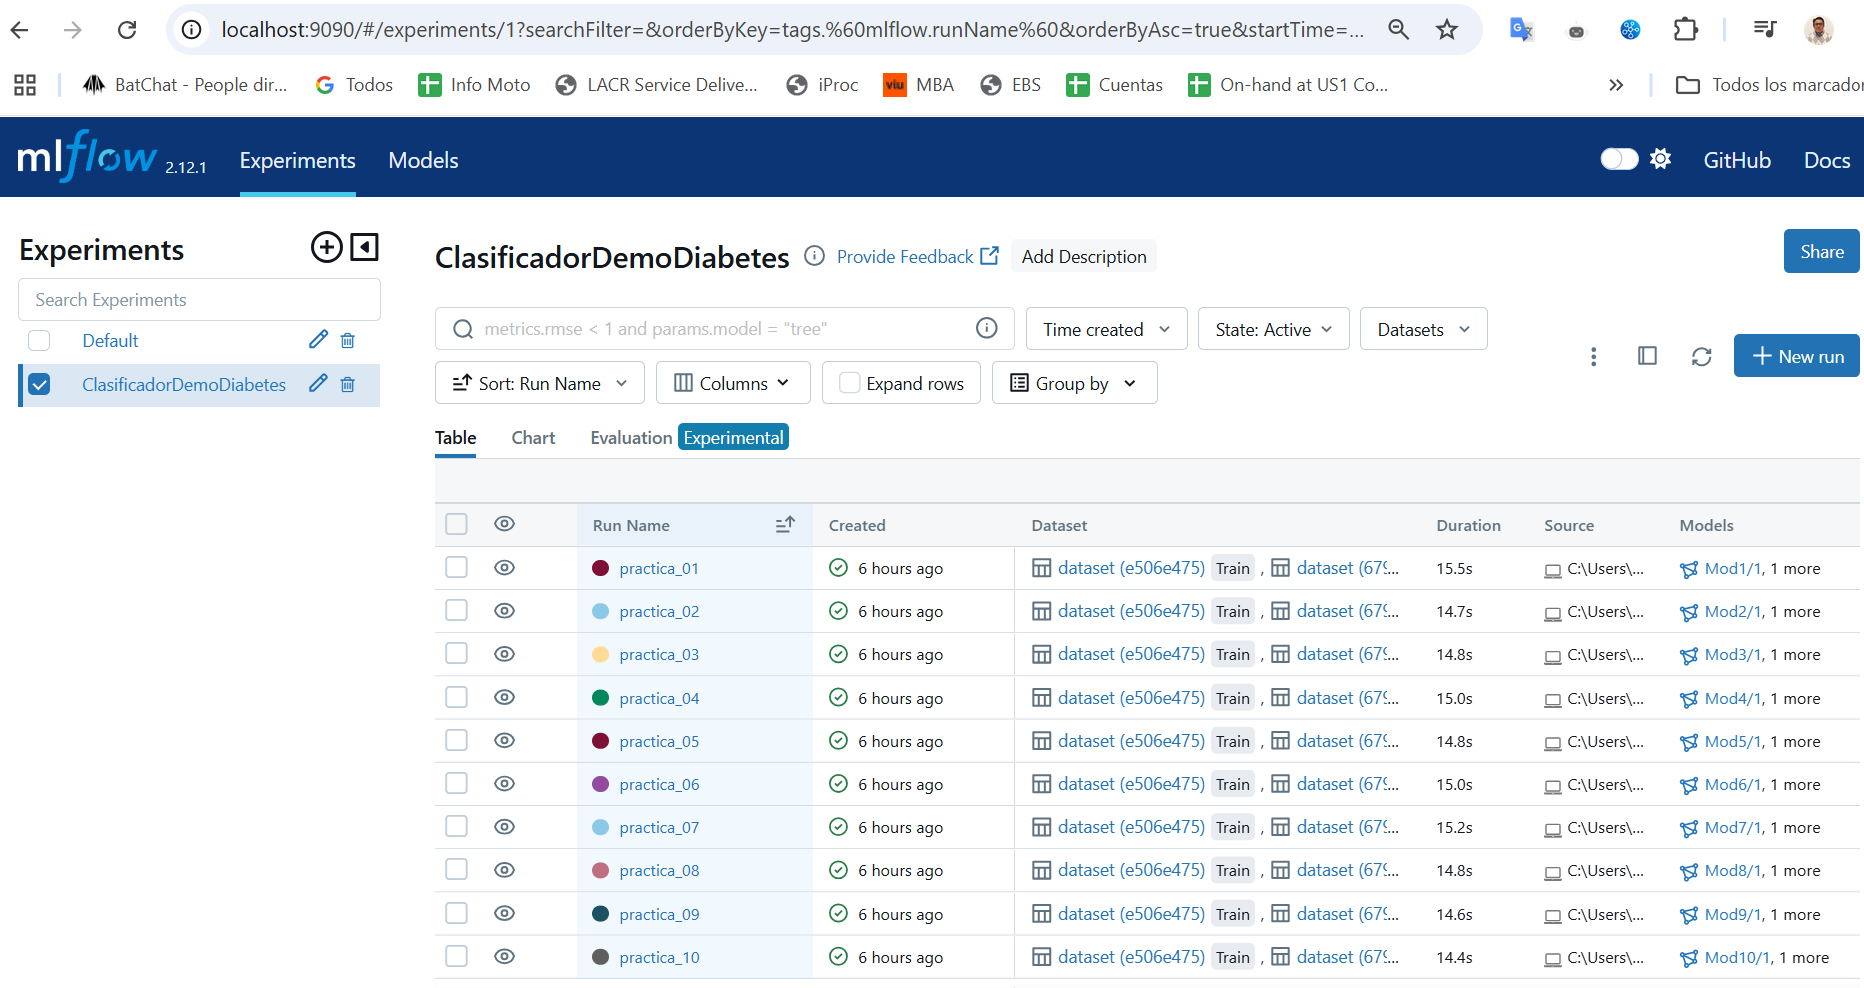 localhost:9090/#/experiments/1?searchFilter=&orderByKey=tags.%60mlflow.runName%60&orderByAsc=true&startTime=...
BatChat - People dir... Todos Info Moto LACR Service Delive... iProc viu MBA EBS Cuentas On-hand at US1 Co... » Todos los marcador
mlflow 2.12.1 Experiments Models GitHub Docs
Experiments
Search Experiments
Default
ClasificadorDemoDiabetes
ClasificadorDemoDiabetes Provide Feedback Add Description Share
metrics.rmse < 1 and params.model = "tree" Time created State: Active Datasets
New run
Sort: Run Name Columns Expand rows Group by
Table Chart Evaluation Experimental
Run Name Created Dataset Duration Source Models
practica_01 6 hours ago dataset (e506e475) Train , dataset (679... 15.5s C:\Users\... Mod1/1, 1 more
practica_02 6 hours ago dataset (e506e475) Train , dataset (679... 14.7s C:\Users\... Mod2/1, 1 more
practica_03 6 hours ago dataset (e506e475) Train , dataset (679... 14.8s C:\Users\... Mod3/1, 1 more
practica_04 6 hours ago dataset (e506e475) Train , dataset (679... 15.0s C:\Users\... Mod4/1, 1 more
practica_05 6 hours ago dataset (e506e475) Train , dataset (679... 14.8s C:\Users\... Mod5/1, 1 more
practica_06 6 hours ago dataset (e506e475) Train , dataset (679... 15.0s C:\Users\... Mod6/1, 1 more
practica_07 6 hours ago dataset (e506e475) Train , dataset (679... 15.2s C:\Users\... Mod7/1, 1 more
practica_08 6 hours ago dataset (e506e475) Train , dataset (679... 14.8s C:\Users\... Mod8/1, 1 more
practica_09 6 hours ago dataset (e506e475) Train , dataset (679... 14.6s C:\Users\... Mod9/1, 1 more
practica_10 6 hours ago dataset (e506e475) Train , dataset (679... 14.4s C:\Users\... Mod10/1, 1 more